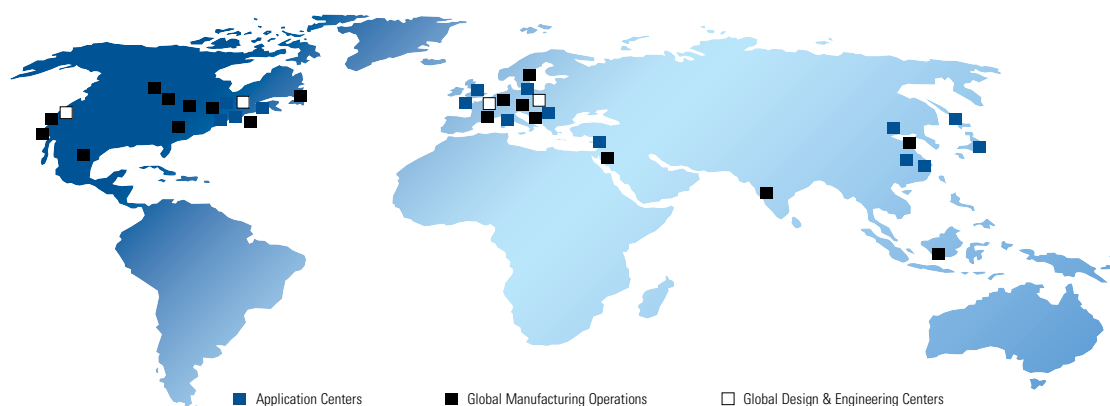 Application Centers
Global Manufacturing Operations
Global Design & Engineering Centers